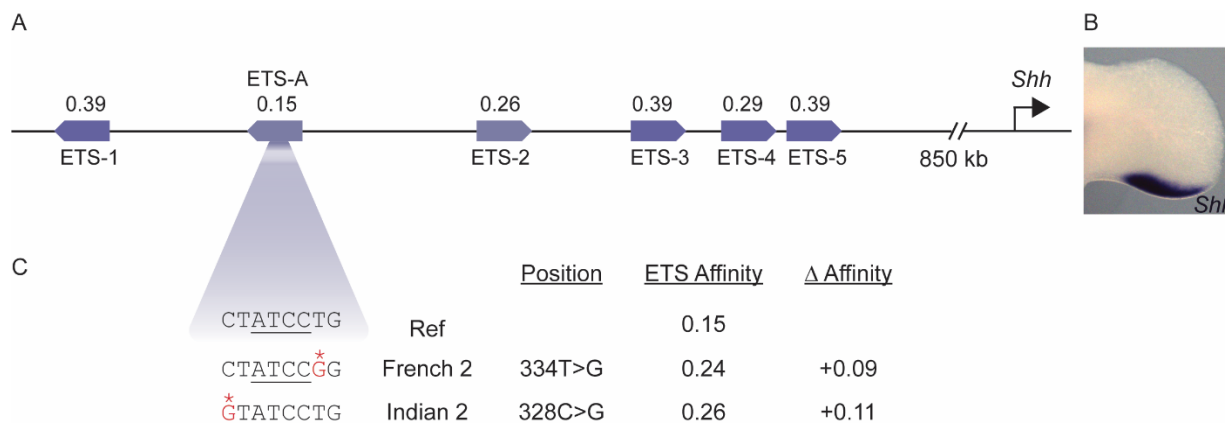 A
B
ETS-A
Shh
0.39 0.15 0.26 0.39 0.29 0.39
ETS-1 ETS-2 ETS-3 ETS-4 ETS-5 850 kb
Shh
C
Position ETS Affinity Δ Affinity
CTATCCTG Ref 0.15
*
CTATCCGG French 2 334T>G 0.24 +0.09
*
GTATCCTG Indian 2 328C>G 0.26 +0.11